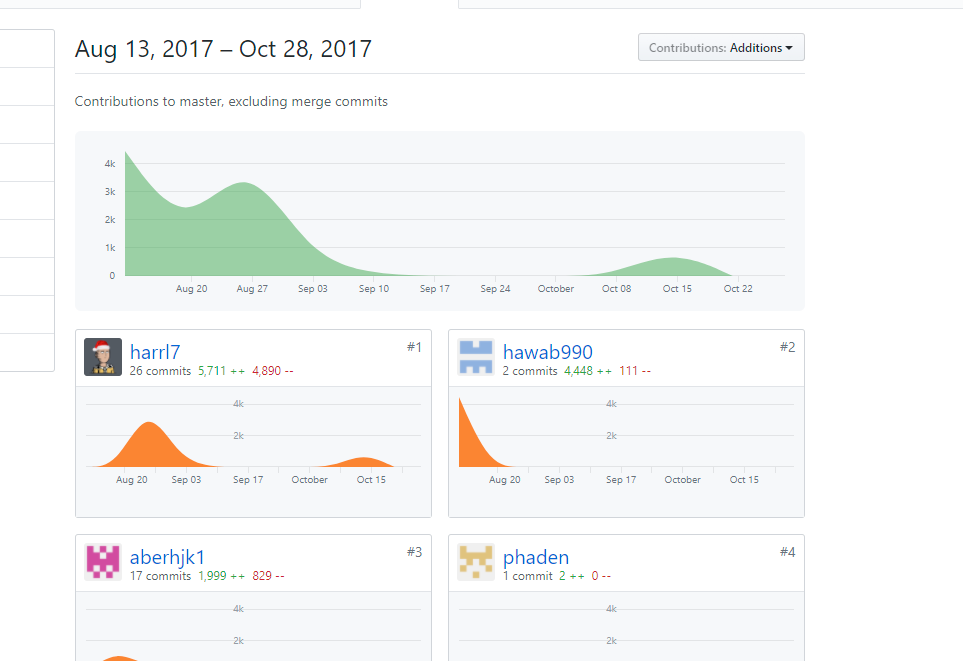 Aug 13, 2017 – Oct 28, 2017
Contributions: Additions
Contributions to master, excluding merge commits
4k
3k
2k
1k
0
Aug 20 Aug 27 Sep 03 Sep 10 Sep 17 Sep 24 October Oct 08 Oct 15 Oct 22
harrl7 #1
26 commits 5,711 ++ 4,890 --
4k
2k
Aug 20 Sep 03 Sep 17 October Oct 15
hawab990 #2
2 commits 4,448 ++ 111 --
4k
2k
Aug 20 Sep 03 Sep 17 October Oct 15
aberhjk1 #3
17 commits 1,999 ++ 829 --
4k
2k
phaden #4
1 commit 2 ++ 0 --
4k
2k